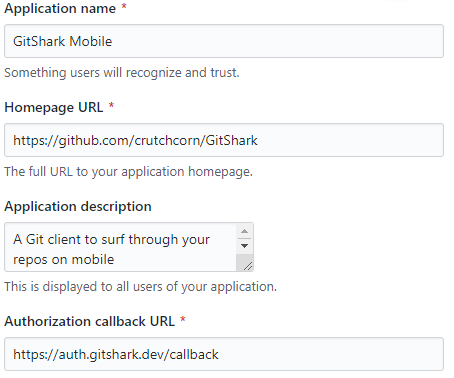 Application name *
GitShark Mobile
Something users will recognize and trust.
Homepage URL *
https://github.com/crutchcorn/GitShark
The full URL to your application homepage.
Application description
A Git client to surf through your
repos on mobile
This is displayed to all users of your application.
Authorization callback URL *
https://auth.gitshark.dev/callback